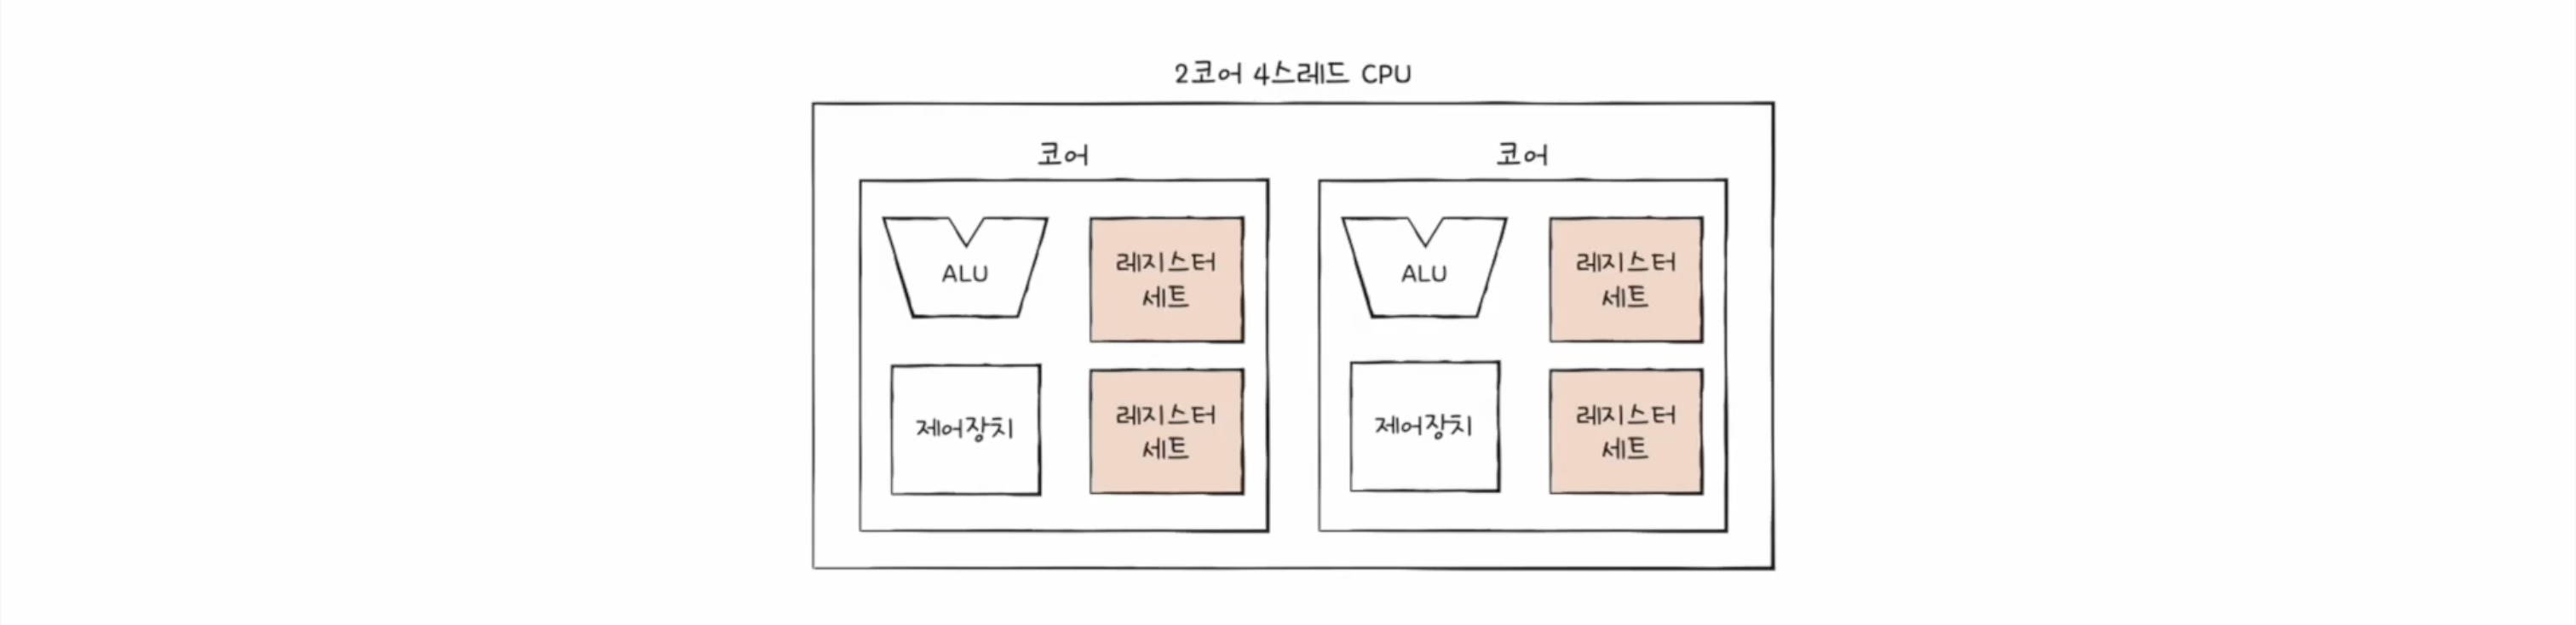 2코어 4스레드 CPU
코어
ALU
레지스터
세트
제어장치
레지스터
세트
코어
ALU
레지스터
세트
제어장치
레지스터
세트